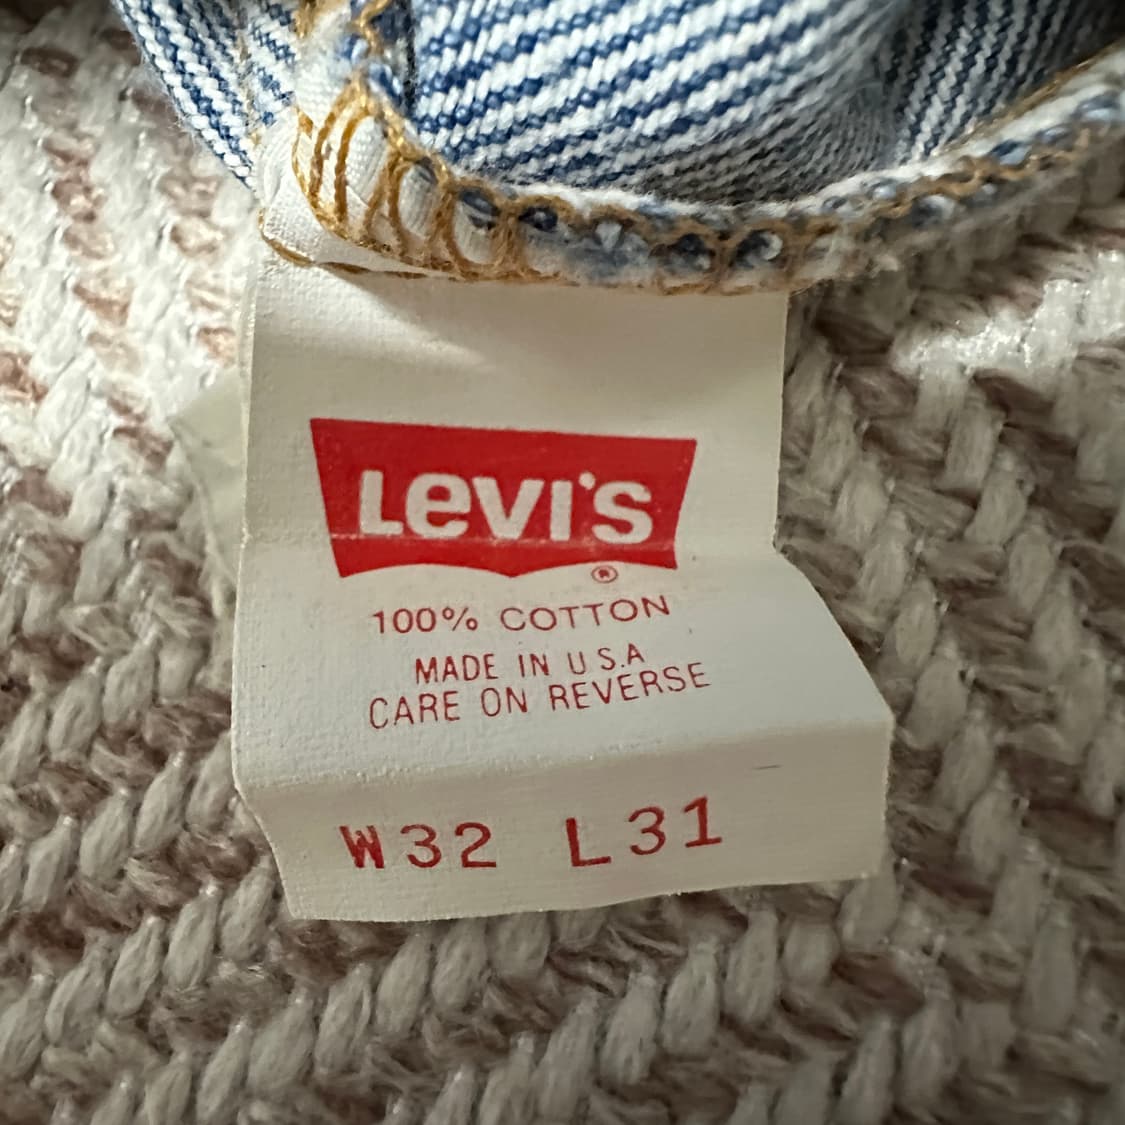 Levi's
®
100% COTTON
MADE IN U.S.A
CARE ON REVERSE
W32 L31